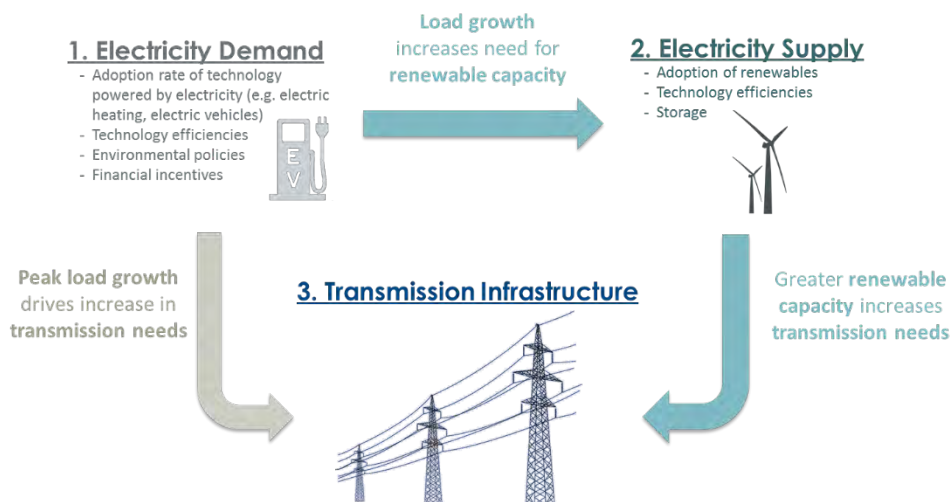 1. Electricity Demand
- Adoption rate of technology
powered by electricity (e.g. electric
heating, electric vehicles)
- Technology efficiencies
- Environmental policies
- Financial incentives
EV
Load growth
increases need for
renewable capacity
2. Electricity Supply
- Adoption of renewables
- Technology efficiencies
- Storage
Peak load growth
drives increase in
transmission needs
3. Transmission Infrastructure
Greater renewable
capacity increases
transmission needs